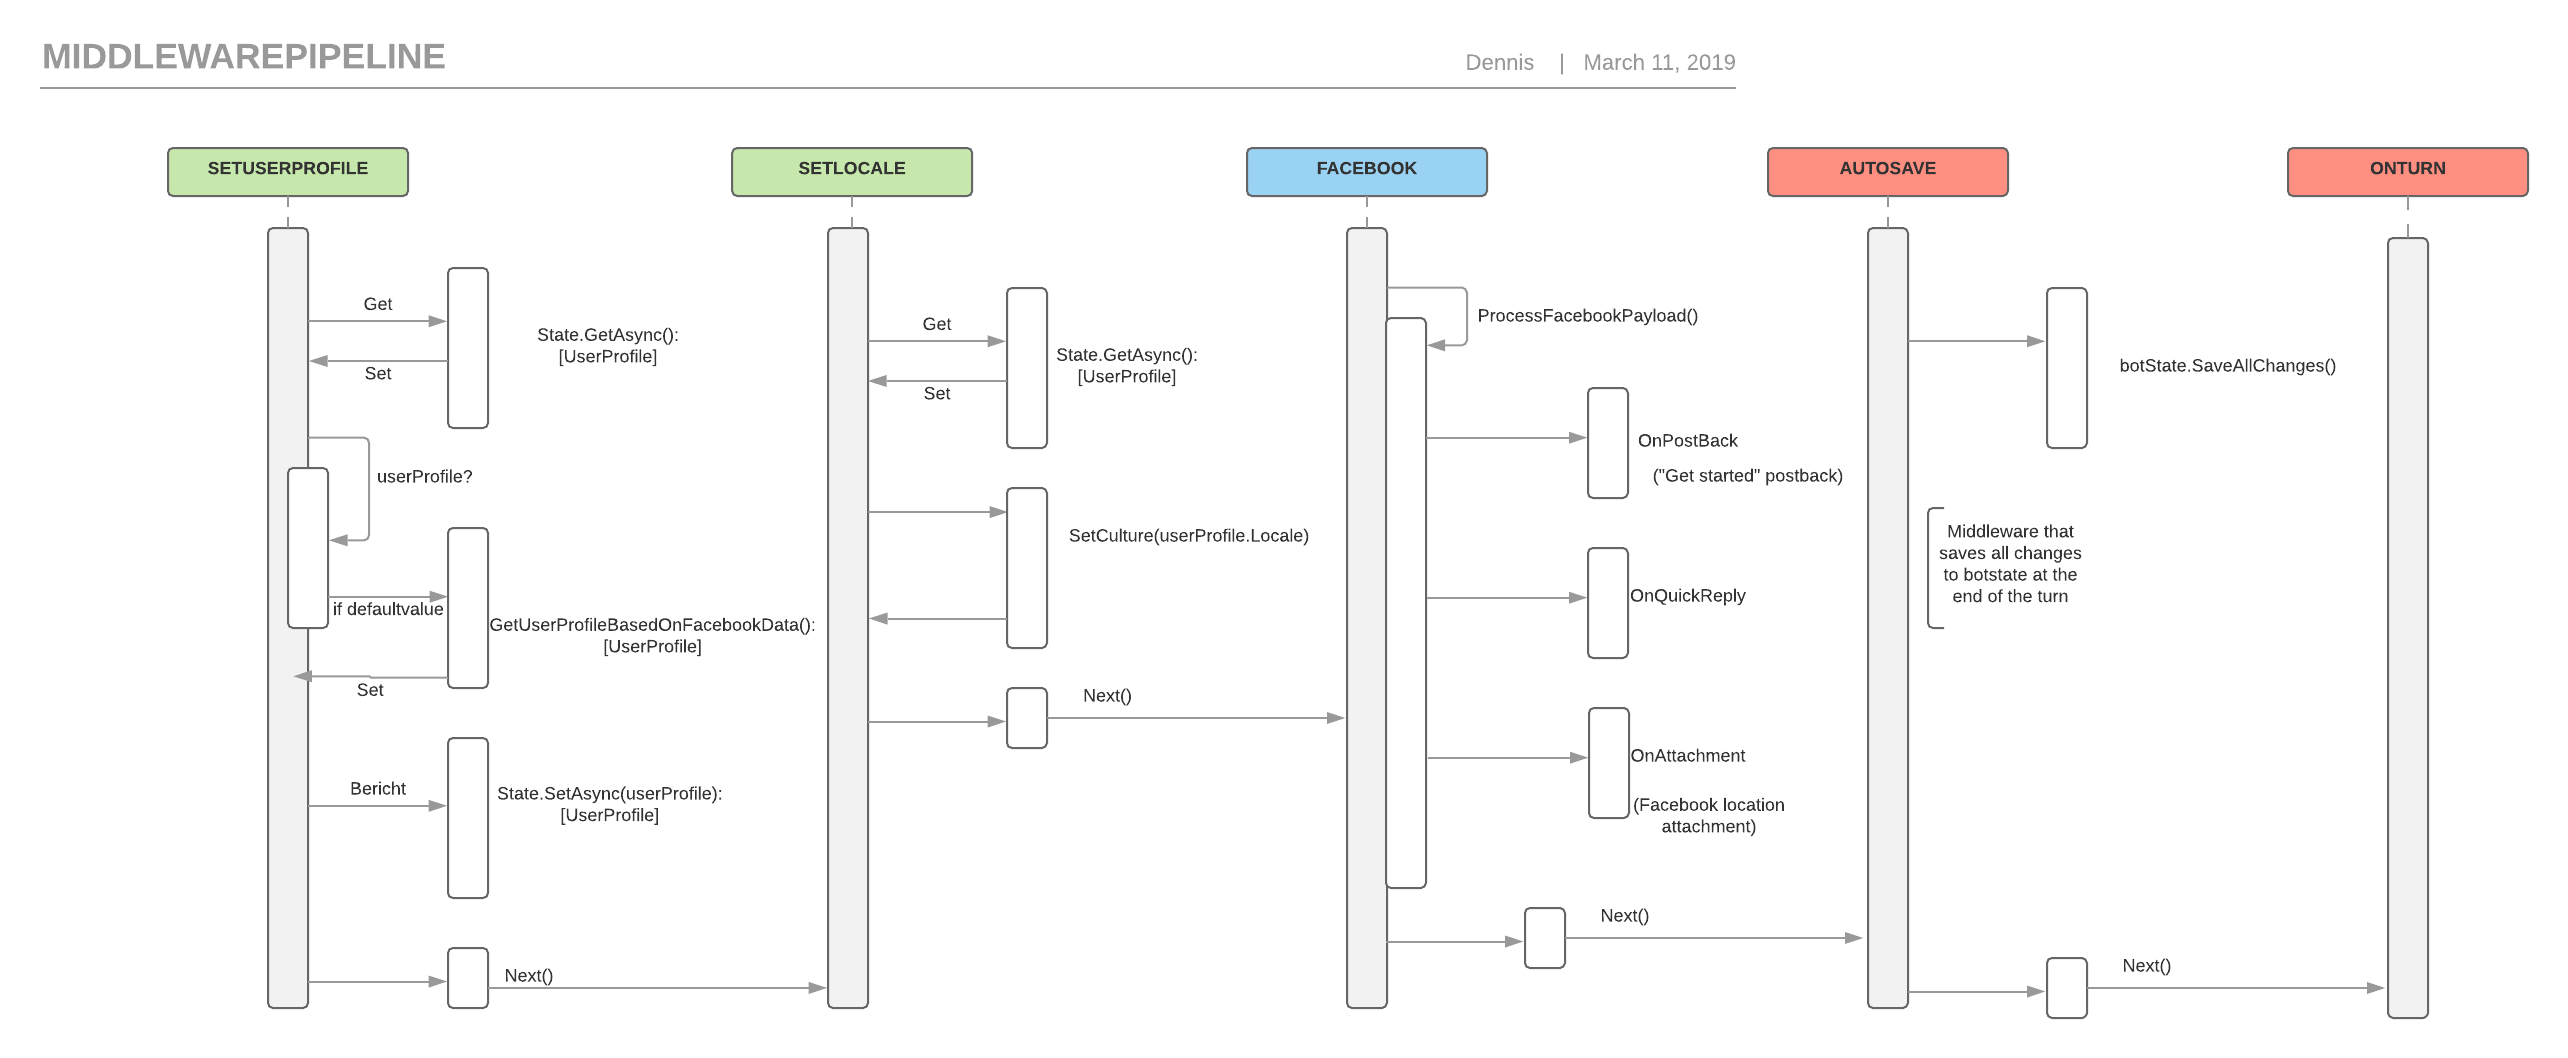 MIDDLEWAREPIPELINE
Dennis | March 11, 2019
SETUSERPROFILE
SETLOCALE
FACEBOOK
AUTOSAVE
ONTURN
Get
State.GetAsync():
[UserProfile]
Set
userProfile?
if defaultvalue
GetUserProfileBasedOnFacebookData():
[UserProfile]
Set
Bericht
State.SetAsync(userProfile):
[UserProfile]
Next()
Get
State.GetAsync():
[UserProfile]
Set
SetCulture(userProfile.Locale)
Next()
ProcessFacebookPayload()
OnPostBack
("Get started" postback)
OnQuickReply
OnAttachment
(Facebook location
attachment)
Next()
botState.SaveAllChanges()
Middleware that
saves all changes
to botstate at the
end of the turn
Next()